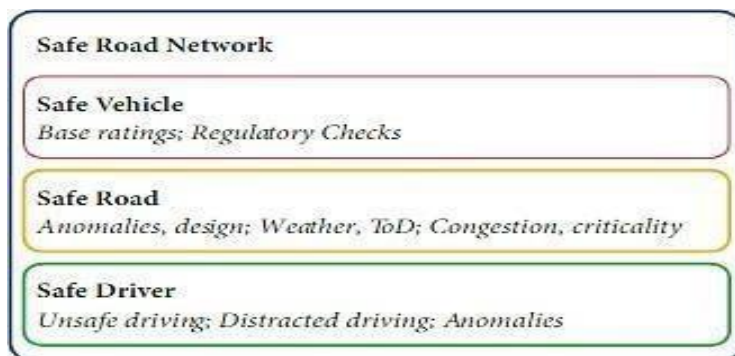 Safe Road Network
Safe Vehicle
Base ratings; Regulatory Checks
Safe Road
Anomalies, design; Weather, ToD; Congestion, criticality
Safe Driver
Unsafe driving; Distracted driving; Anomalies